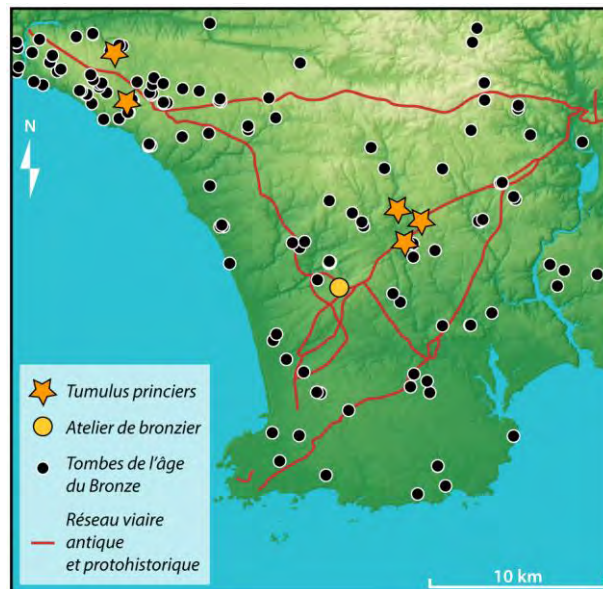 N
Tumulus princiers
Atelier de bronzier
Tombes de l'âge
du Bronze
Réseau viaire
antique
et protohistorique
10 km